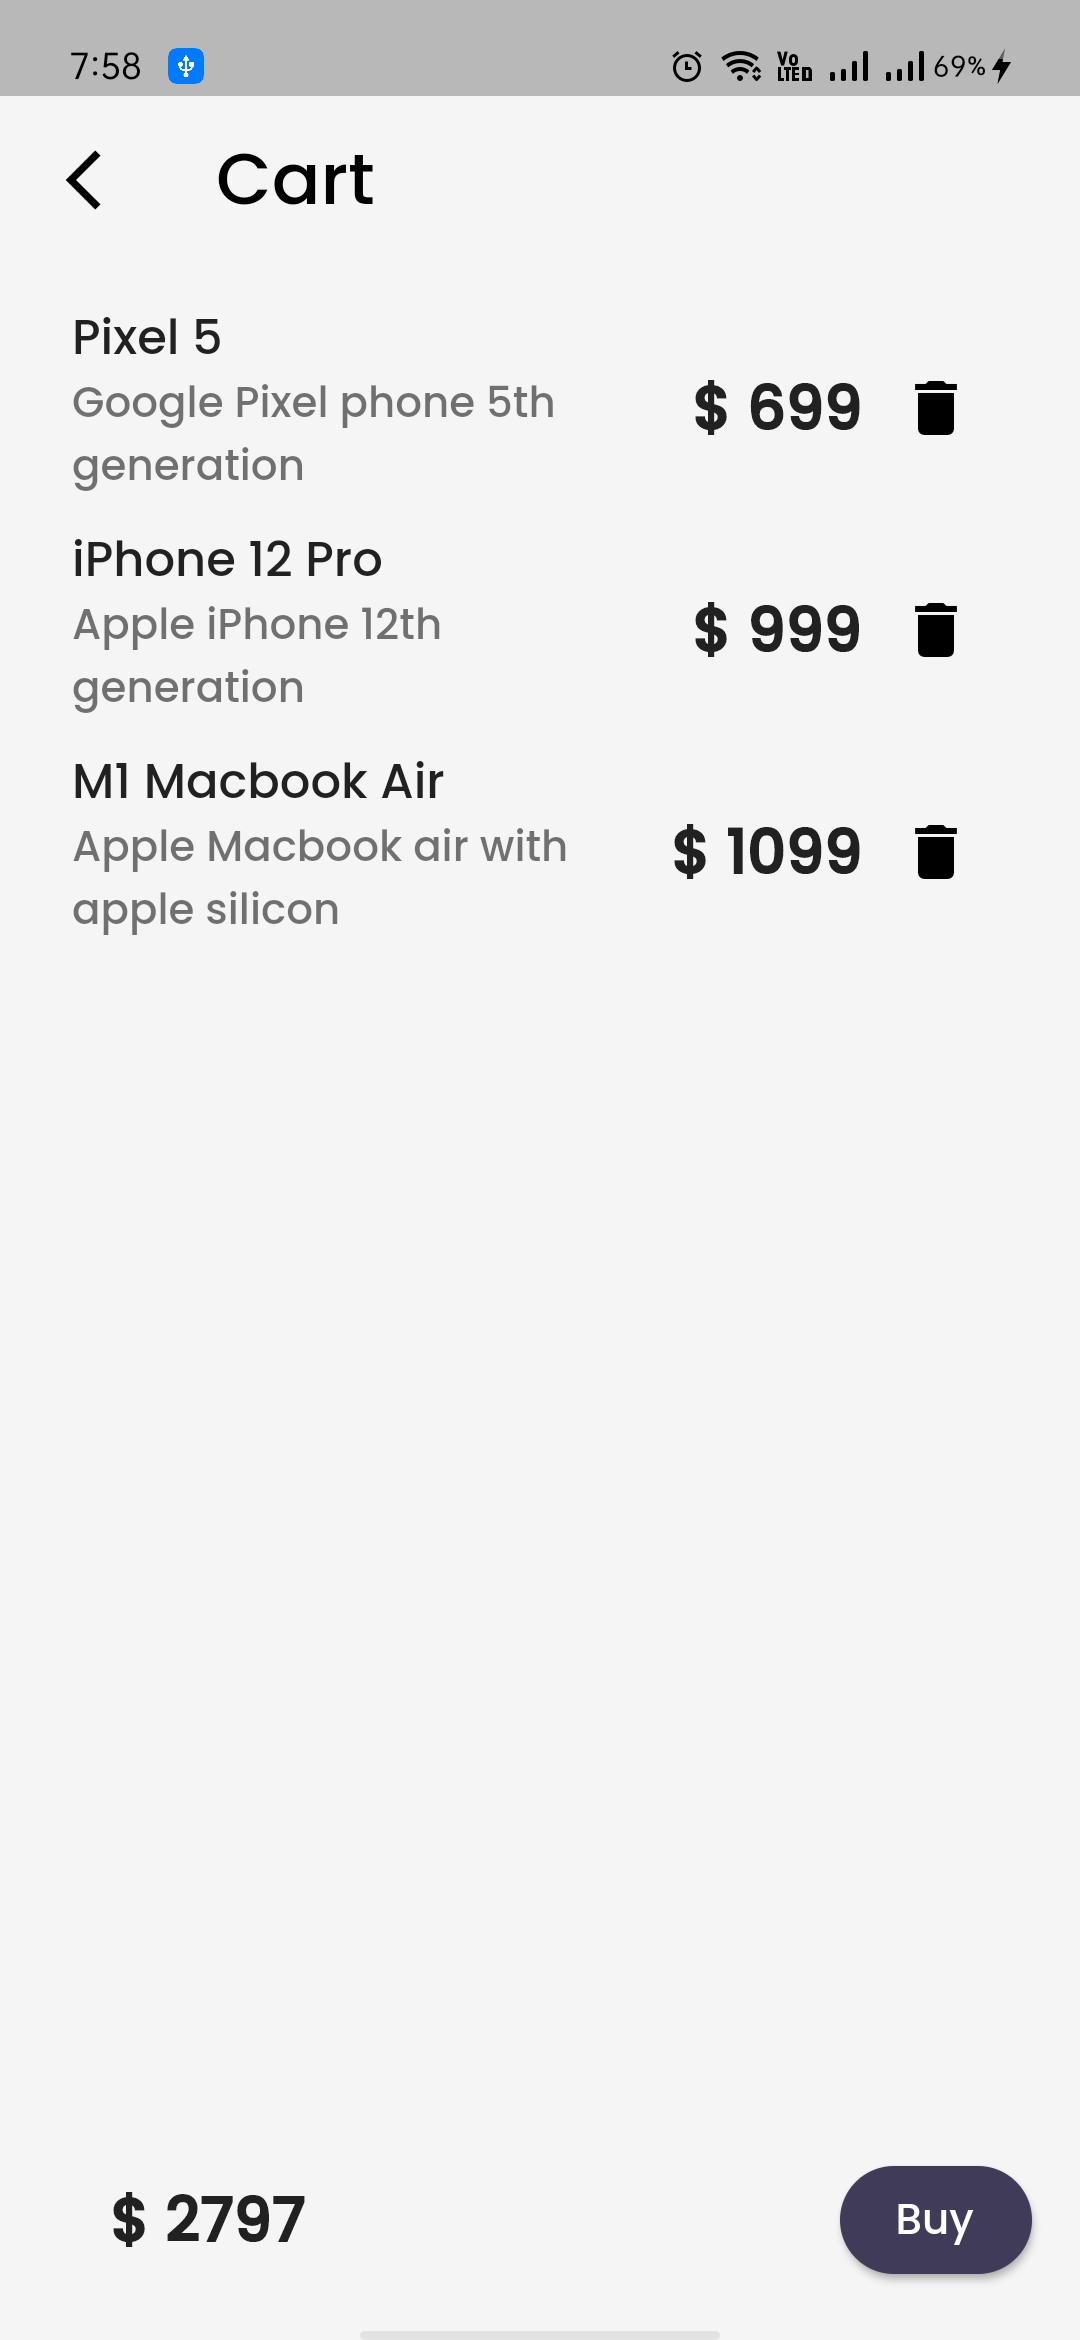 7:58 Vo LTE D 69%
Cart
Pixel 5
Google Pixel phone 5th
generation
$ 699
iPhone 12 Pro
Apple iPhone 12th
generation
$ 999
M1 Macbook Air
Apple Macbook air with
apple silicon
$ 1099
$ 2797
Buy